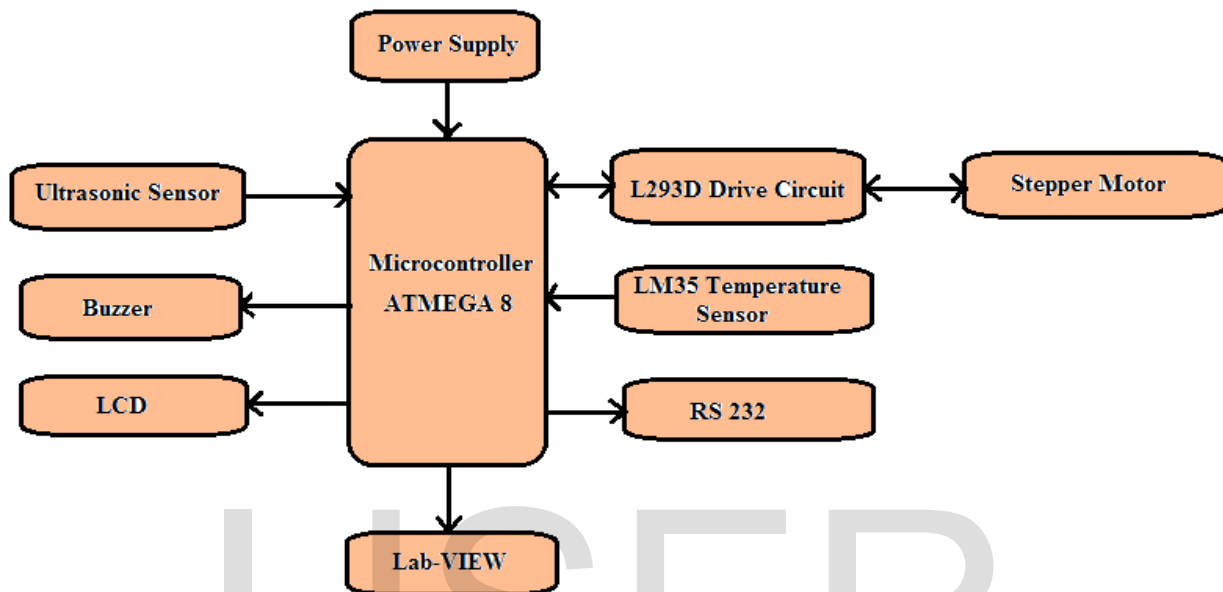 Power Supply
Ultrasonic Sensor
L293D Drive Circuit
Stepper Motor
Microcontroller
ATMEGA 8
Buzzer
LM35 Temperature
Sensor
LCD
RS 232
Lab-VIEW